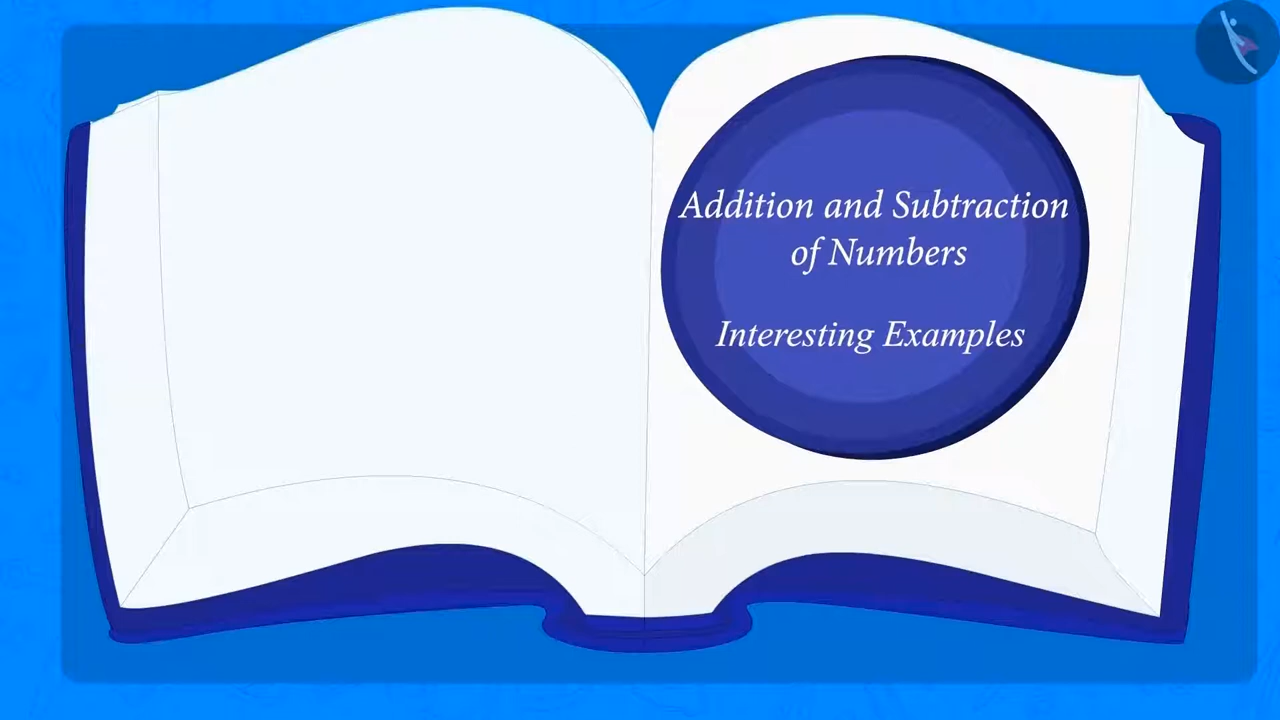 Addition and Subtraction
of Numbers
Interesting Examples